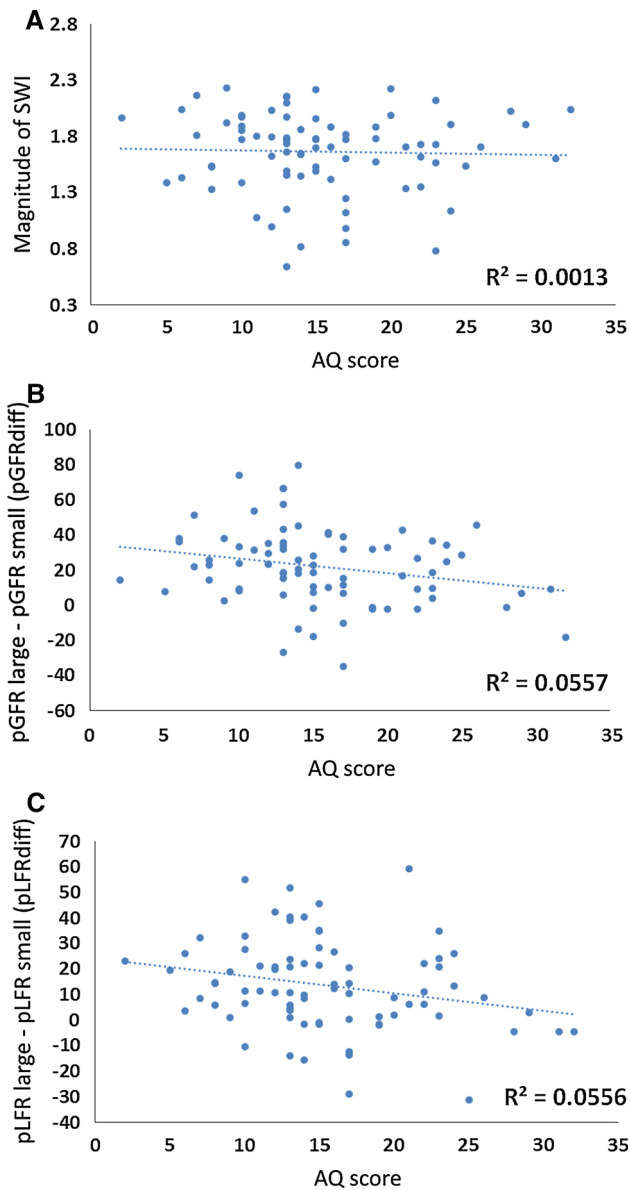 A
2.8
2.3
1.8
1.3
0.8
0.3
Magnitude of SWI
R² = 0.0013
0 5 10 15 20 25 30 35
AQ score
B
100
80
60
40
20
0
-20
-40
-60
pGFR large - pGFR small (pGFRdiff)
R² = 0.0557
0 5 10 15 20 25 30 35
AQ score
C
70
60
50
40
30
20
10
0
-10
-20
-30
-40
pLFR large - pLFR small (pLFRdiff)
R² = 0.0556
0 5 10 15 20 25 30 35
AQ score